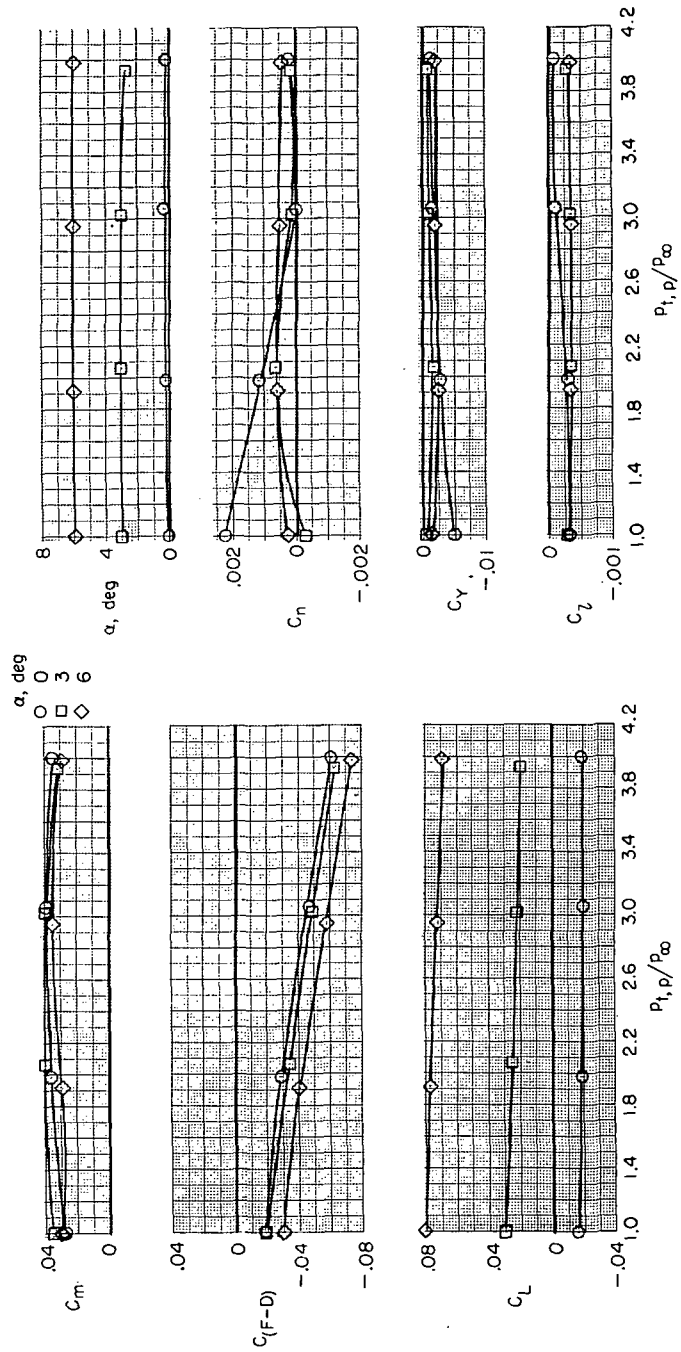 α, deg
○ 0
□ 3
◇ 6
.04
0
C_m
.04
0
-.04
-.08
C_(F-D)
.08
.04
0
-.04
C_L
1.0 1.4 1.8 2.2 2.6 3.0 3.4 3.8 4.2
p_t,p/p_∞
8
4
0
α, deg
.002
0
-.002
C_n
0
-.01
C_Y
0
-.001
C_l
1.0 1.4 1.8 2.2 2.6 3.0 3.4 3.8 4.2
p_t,p/p_∞